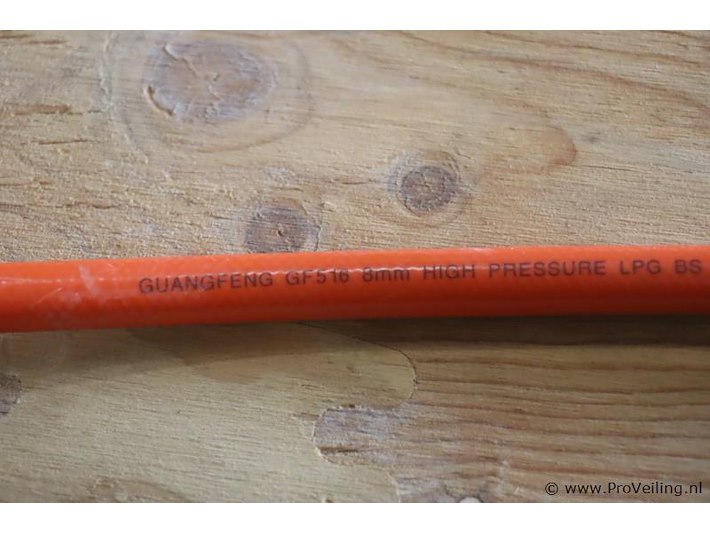 GUANGFENG GF516 8mm HIGH PRESSURE LPG BS
© www.ProVeiling.nl